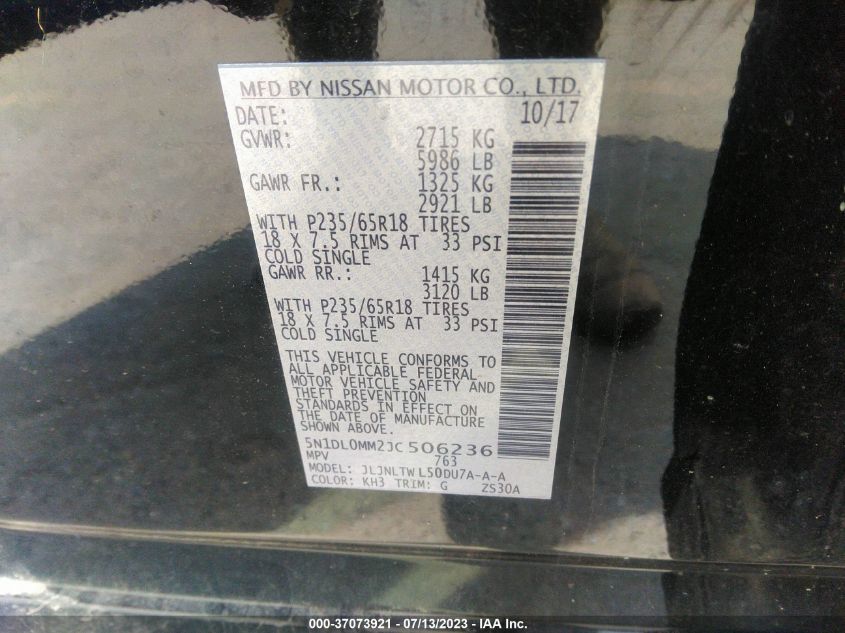 MFD BY NISSAN MOTOR CO., LTD.
DATE: 10/17
GVWR: 2715 KG
5986 LB
GAWR FR.: 1325 KG
2921 LB
WITH P235/65R18 TIRES
18 X 7.5 RIMS AT 33 PSI
COLD SINGLE
GAWR RR.: 1415 KG
3120 LB
WITH P235/65R18 TIRES
18 X 7.5 RIMS AT 33 PSI
COLD SINGLE
THIS VEHICLE CONFORMS TO
ALL APPLICABLE FEDERAL
MOTOR VEHICLE SAFETY AND
THEFT PREVENTION
STANDARDS IN EFFECT ON
THE DATE OF MANUFACTURE
SHOWN ABOVE.
5N1DL0MM2JC506236
MPV 763
MODEL: JLJNLTWL50DU7A-A-A
COLOR: KH3 TRIM: G ZS30A
000-37073921 - 07/13/2023 - IAA Inc.